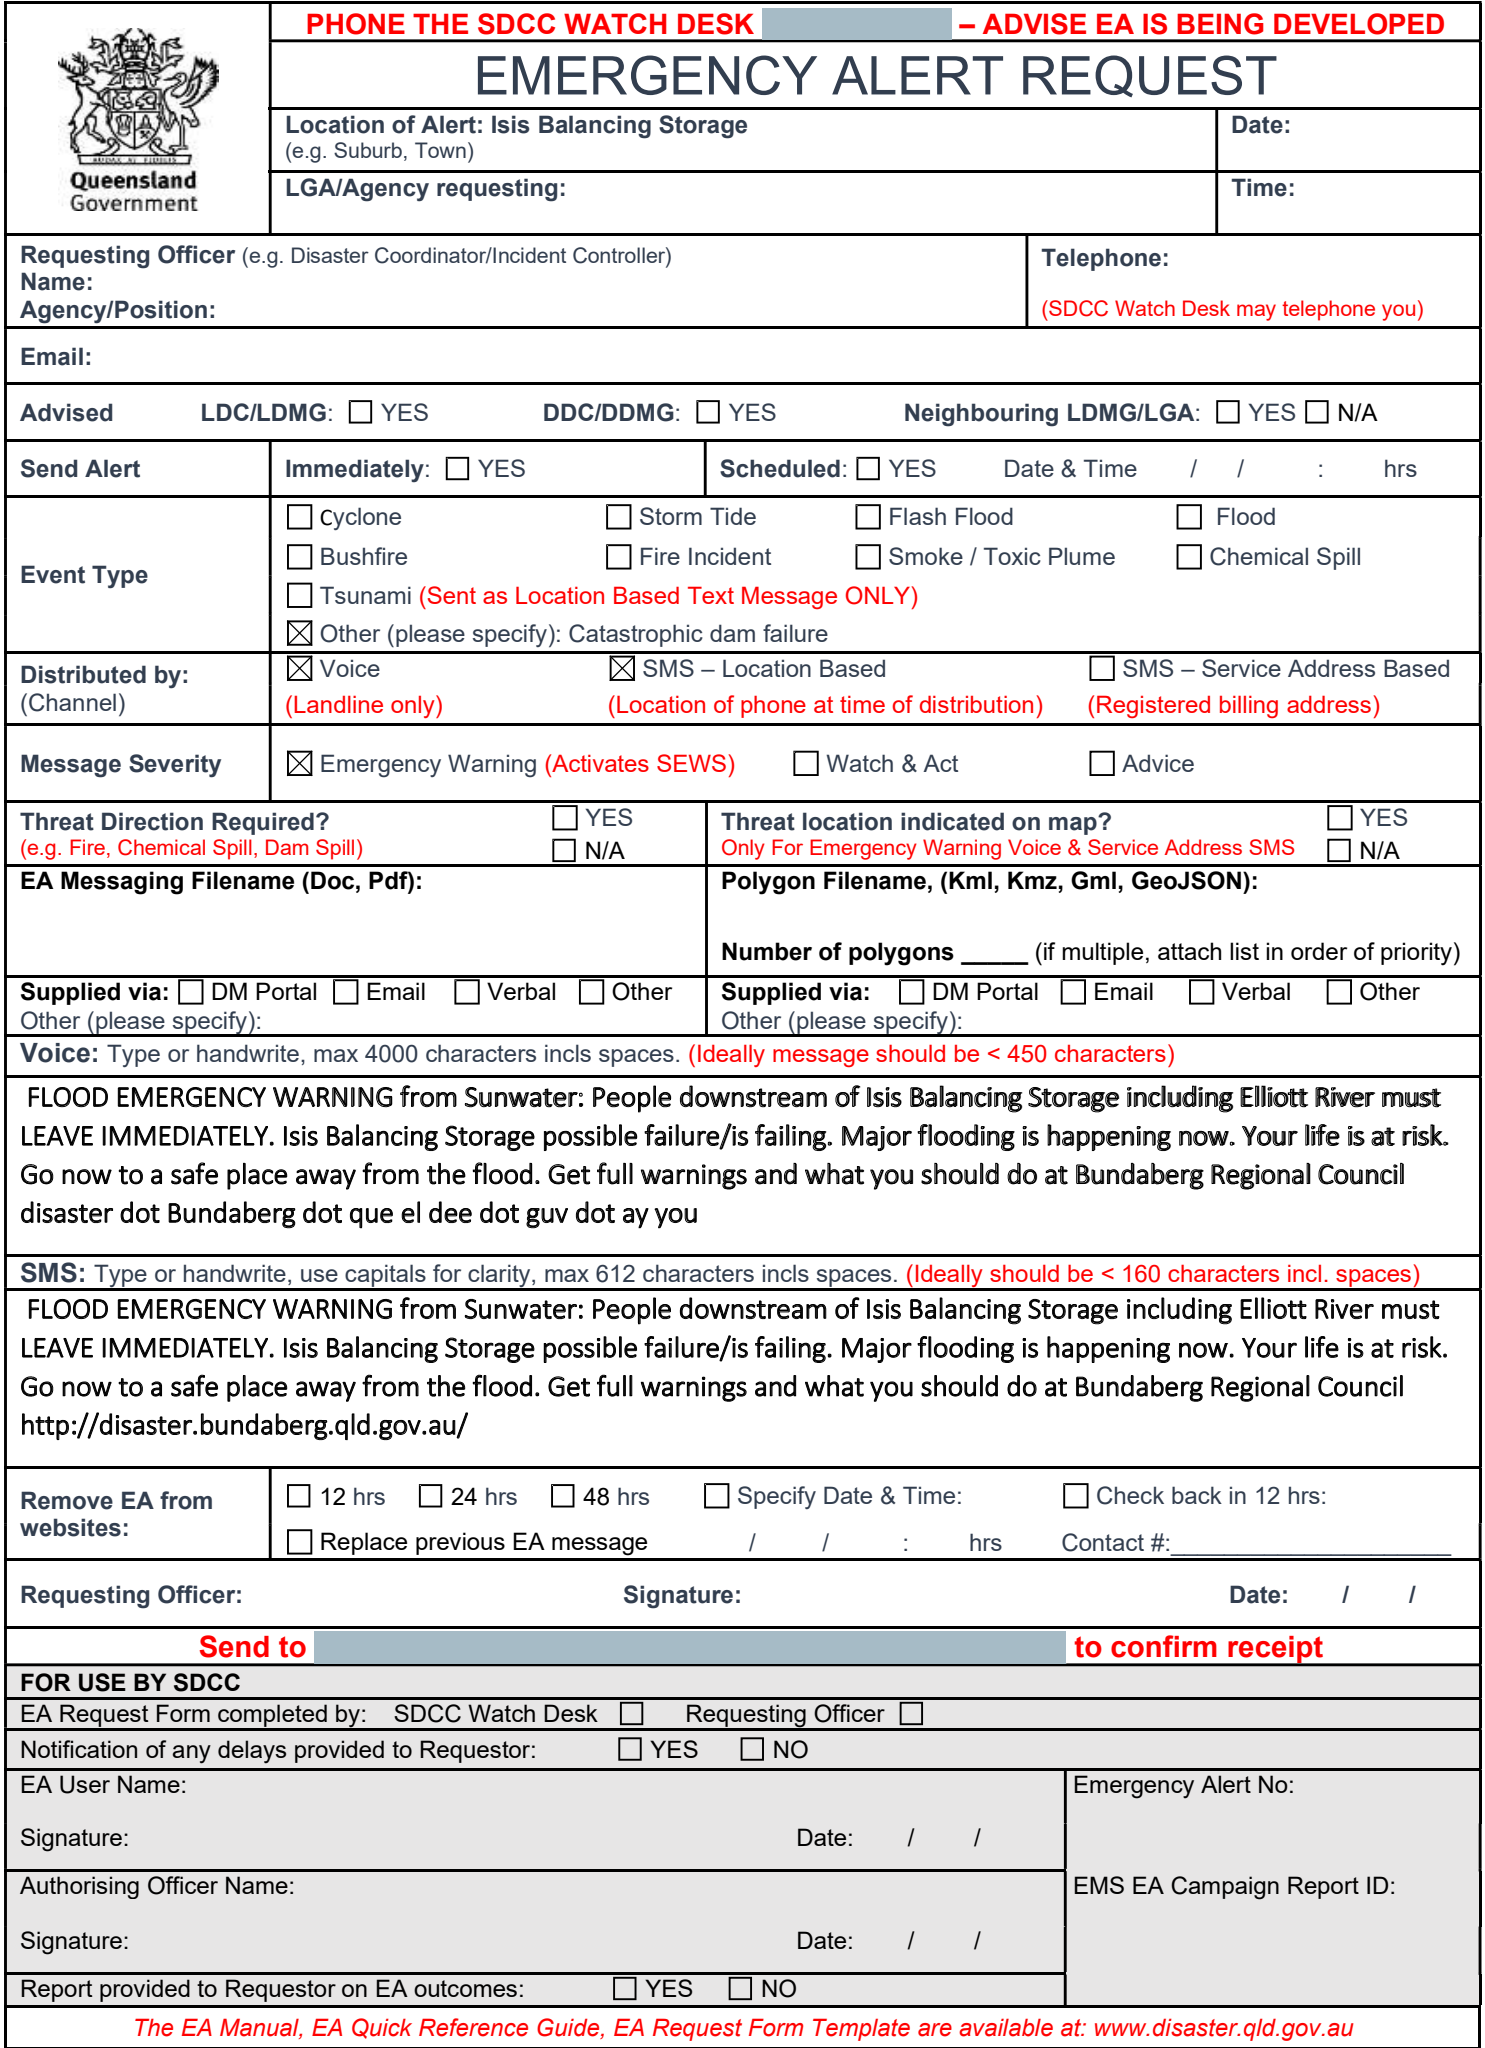 PHONE THE SDCC WATCH DESK – ADVISE EA IS BEING DEVELOPED
EMERGENCY ALERT REQUEST
Queensland
Government
Location of Alert: Isis Balancing Storage
(e.g. Suburb, Town)
Date:
LGA/Agency requesting:
Time:
Requesting Officer (e.g. Disaster Coordinator/Incident Controller)
Name:
Agency/Position:
Telephone:
(SDCC Watch Desk may telephone you)
Email:
Advised LDC/LDMG: ☐ YES DDC/DDMG: ☐ YES Neighbouring LDMG/LGA: ☐ YES ☐ N/A
Send Alert Immediately: ☐ YES Scheduled: ☐ YES Date & Time / / : hrs
Event Type
☐ Cyclone ☐ Storm Tide ☐ Flash Flood ☐ Flood
☐ Bushfire ☐ Fire Incident ☐ Smoke / Toxic Plume ☐ Chemical Spill
☐ Tsunami (Sent as Location Based Text Message ONLY)
☒ Other (please specify): Catastrophic dam failure
Distributed by:
(Channel)
☒ Voice ☒ SMS – Location Based ☐ SMS – Service Address Based
(Landline only) (Location of phone at time of distribution) (Registered billing address)
Message Severity ☒ Emergency Warning (Activates SEWS) ☐ Watch & Act ☐ Advice
Threat Direction Required? ☐ YES
(e.g. Fire, Chemical Spill, Dam Spill) ☐ N/A
Threat location indicated on map? ☐ YES
Only For Emergency Warning Voice & Service Address SMS ☐ N/A
EA Messaging Filename (Doc, Pdf):
Polygon Filename, (Kml, Kmz, Gml, GeoJSON):
Number of polygons _____ (if multiple, attach list in order of priority)
Supplied via: ☐ DM Portal ☐ Email ☐ Verbal ☐ Other
Other (please specify):
Supplied via: ☐ DM Portal ☐ Email ☐ Verbal ☐ Other
Other (please specify):
Voice: Type or handwrite, max 4000 characters incls spaces. (Ideally message should be < 450 characters)
FLOOD EMERGENCY WARNING from Sunwater: People downstream of Isis Balancing Storage including Elliott River must
LEAVE IMMEDIATELY. Isis Balancing Storage possible failure/is failing. Major flooding is happening now. Your life is at risk.
Go now to a safe place away from the flood. Get full warnings and what you should do at Bundaberg Regional Council
disaster dot Bundaberg dot que el dee dot guv dot ay you
SMS: Type or handwrite, use capitals for clarity, max 612 characters incls spaces. (Ideally should be < 160 characters incl. spaces)
FLOOD EMERGENCY WARNING from Sunwater: People downstream of Isis Balancing Storage including Elliott River must
LEAVE IMMEDIATELY. Isis Balancing Storage possible failure/is failing. Major flooding is happening now. Your life is at risk.
Go now to a safe place away from the flood. Get full warnings and what you should do at Bundaberg Regional Council
http://disaster.bundaberg.qld.gov.au/
Remove EA from
websites:
☐ 12 hrs ☐ 24 hrs ☐ 48 hrs ☐ Specify Date & Time: ☐ Check back in 12 hrs:
☐ Replace previous EA message / / : hrs Contact #:_____________________
Requesting Officer: Signature: Date: / /
Send to to confirm receipt
FOR USE BY SDCC
EA Request Form completed by: SDCC Watch Desk ☐ Requesting Officer ☐
Notification of any delays provided to Requestor: ☐ YES ☐ NO
EA User Name:
Signature: Date: / /
Emergency Alert No:
Authorising Officer Name:
Signature: Date: / /
EMS EA Campaign Report ID:
Report provided to Requestor on EA outcomes: ☐ YES ☐ NO
The EA Manual, EA Quick Reference Guide, EA Request Form Template are available at: www.disaster.qld.gov.au